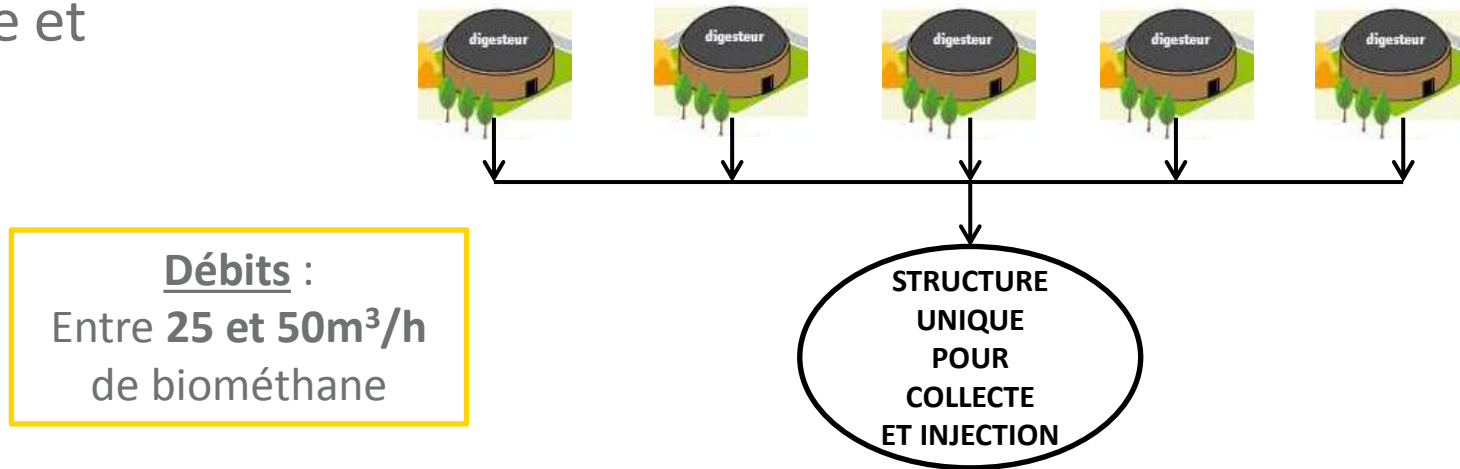 e et
digesteur
digesteur
digesteur
digesteur
digesteur
Débits :
Entre 25 et 50m³/h
de biométhane
STRUCTURE
UNIQUE
POUR
COLLECTE
ET INJECTION